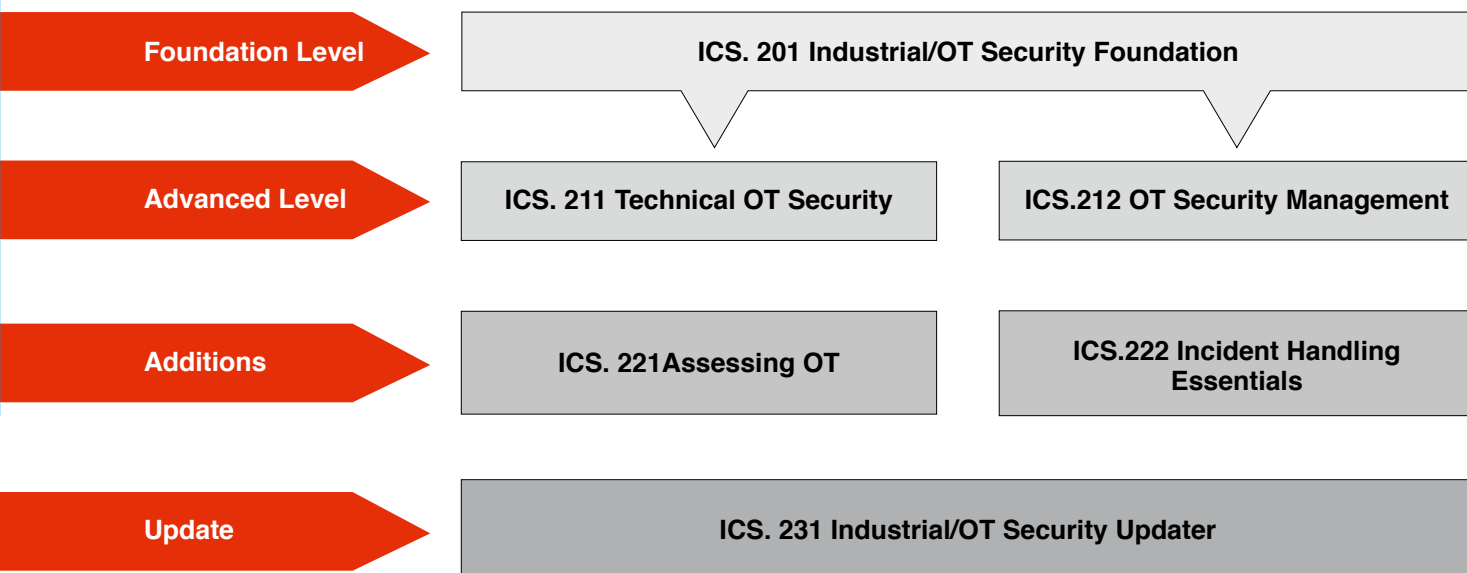 Foundation Level
ICS. 201 Industrial/OT Security Foundation
Advanced Level
ICS. 211 Technical OT Security
ICS.212 OT Security Management
Additions
ICS. 221Assessing OT
ICS.222 Incident Handling
Essentials
Update
ICS. 231 Industrial/OT Security Updater